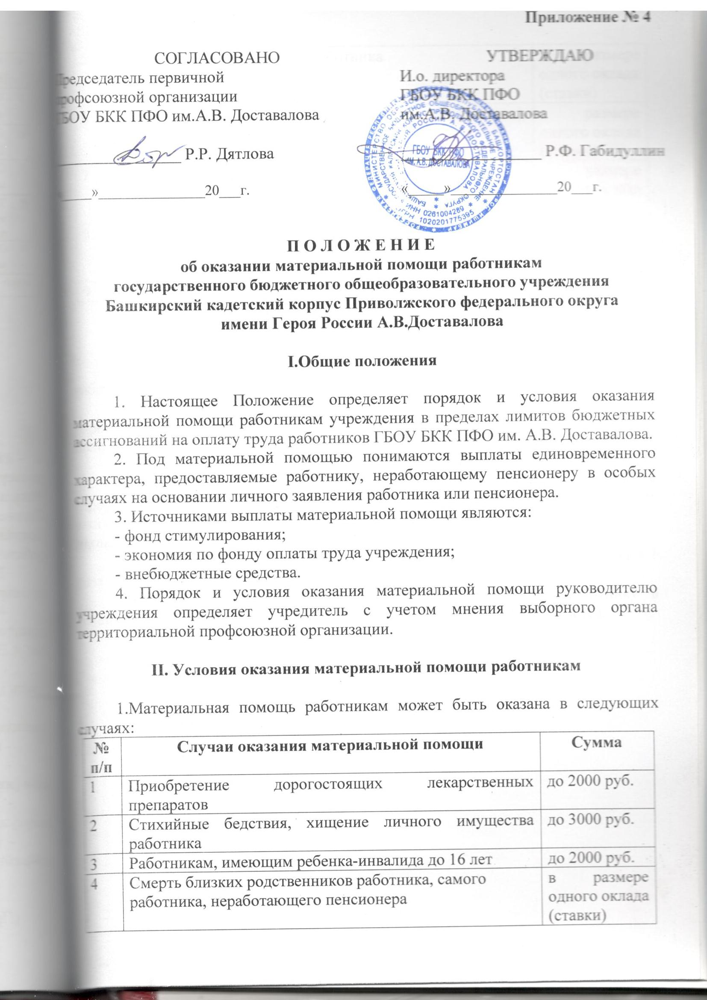 Приложение № 4
СОГЛАСОВАНО
Председатель первичной
профсоюзной организации
ГБОУ БКК ПФО им.А.В. Доставалова
Р.Р. Дятлова
»______________20___г.
УТВЕРЖДАЮ
И.о. директора
ГБОУ БКК ПФО
им.А.В. Доставалова
Р.Ф. Габидуллин
«_____»______________20___г.
ГБОУ БКК ПФО
ИМ. А.В. ДОСТАВАЛОВА
ИНН 0261004289
ОГРН 1020201775395
П О Л О Ж Е Н И Е
об оказании материальной помощи работникам
государственного бюджетного общеобразовательного учреждения
Башкирский кадетский корпус Приволжского федерального округа
имени Героя России А.В.Доставалова
I.Общие положения
1. Настоящее Положение определяет порядок и условия оказания
материальной помощи работникам учреждения в пределах лимитов бюджетных
ассигнований на оплату труда работников ГБОУ БКК ПФО им. А.В. Доставалова.
2. Под материальной помощью понимаются выплаты единовременного
характера, предоставляемые работнику, неработающему пенсионеру в особых
случаях на основании личного заявления работника или пенсионера.
3. Источниками выплаты материальной помощи являются:
- фонд стимулирования;
- экономия по фонду оплаты труда учреждения;
- внебюджетные средства.
4. Порядок и условия оказания материальной помощи руководителю
учреждения определяет учредитель с учетом мнения выборного органа
территориальной профсоюзной организации.
II. Условия оказания материальной помощи работникам
1.Материальная помощь работникам может быть оказана в следующих
случаях:
№ Случаи оказания материальной помощи Сумма
п/п
1 Приобретение дорогостоящих лекарственных до 2000 руб.
препаратов
2 Стихийные бедствия, хищение личного имущества до 3000 руб.
работника
3 Работникам, имеющим ребенка-инвалида до 16 лет до 2000 руб.
4 Смерть близких родственников работника, самого в размере
работника, неработающего пенсионера одного оклада
(ставки)